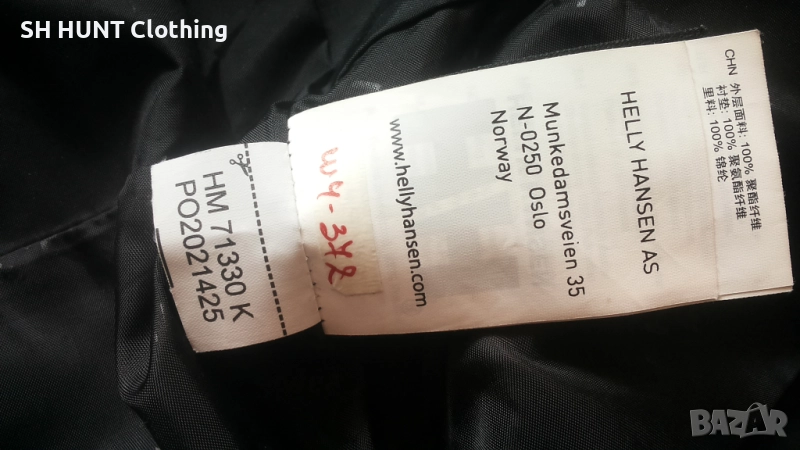 SH HUNT Clothing
CHN 外层面料: 100% 聚酯纤维
衬垫: 100% 聚氨酯纤维
里料: 100% 锦纶
HELLY HANSEN AS
Munkedamsveien 35
N-0250 Oslo
Norway
www.hellyhansen.com
W4-372
HM 71330 K
PO2021425
BAZAR